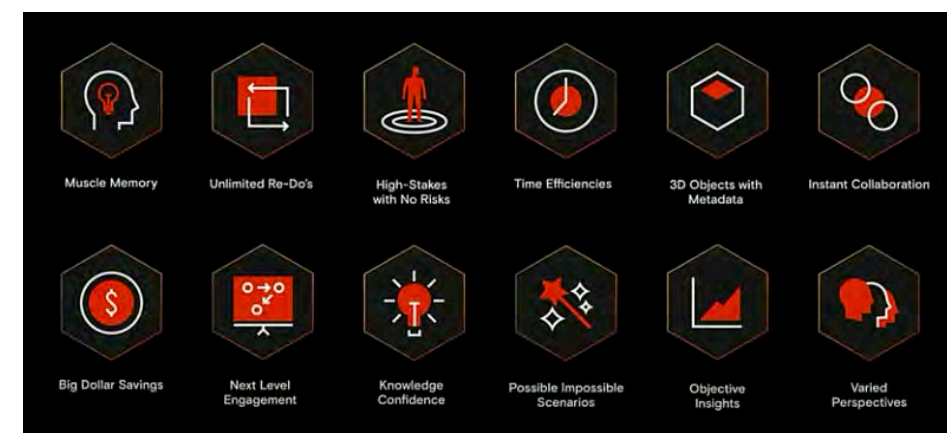 Muscle Memory
Unlimited Re-Do's
High-Stakes
with No Risks
Time Efficiencies
3D Objects with
Metadata
Instant Collaboration
$
Big Dollar Savings
Next Level
Engagement
Knowledge
Confidence
Possible Impossible
Scenarios
Objective
Insights
Varied
Perspectives